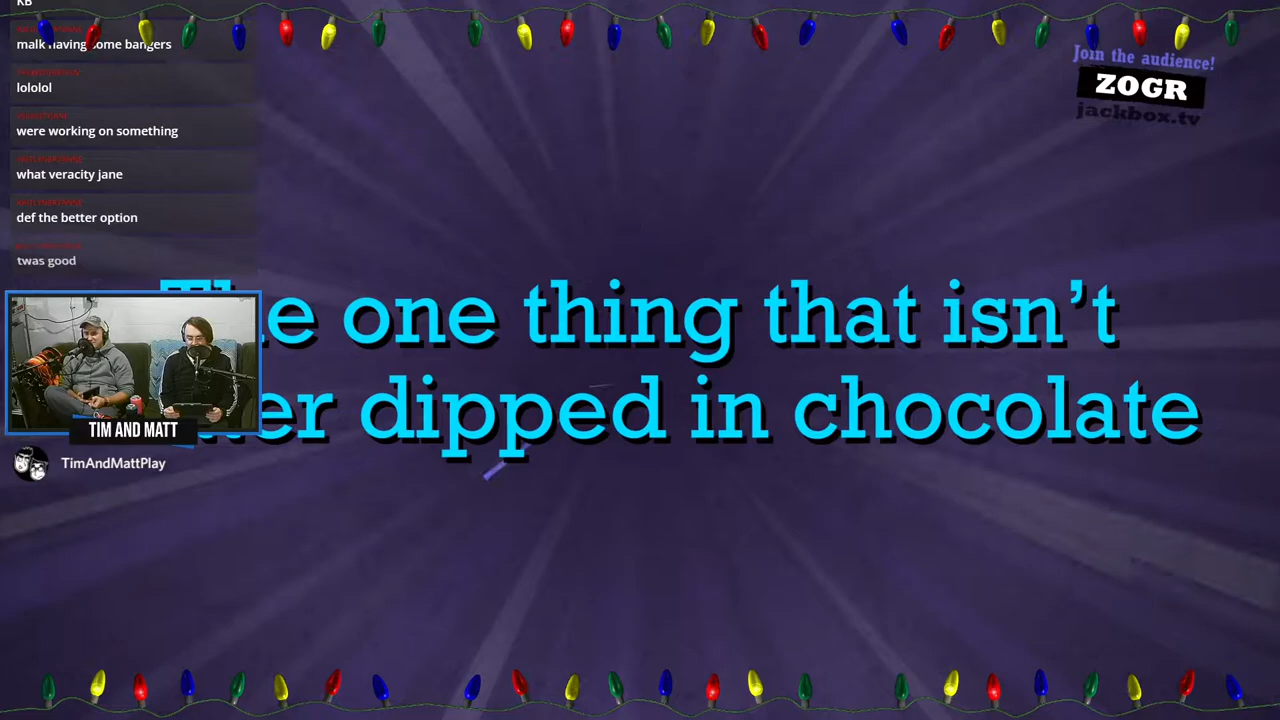 KB
malk having some bangers
lololol
were working on something
what veracity jane
def the better option
twas good
Join the audience!
ZOGR
jackbox.tv
The one thing that isn’t
dipped in chocolate
TIM AND MATT
TimAndMattPlay